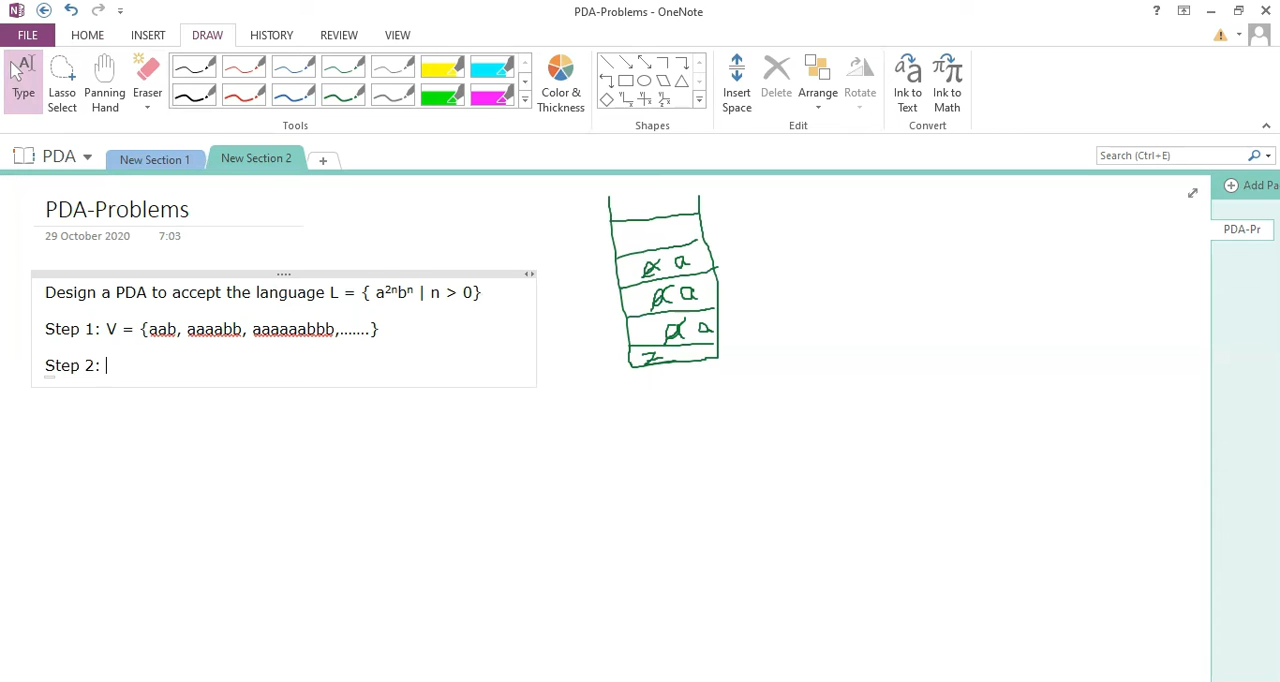 PDA-Problems - OneNote
?
FILE HOME INSERT DRAW HISTORY REVIEW VIEW
Type
Lasso Select
Panning Hand
Eraser
Color & Thickness
Insert Space
Delete
Arrange
Rotate
Ink to Text
Ink to Math
Tools Shapes Edit Convert
PDA New Section 1 New Section 2 +
Search (Ctrl+E)
Add Pa
PDA-Pr
PDA-Problems
29 October 2020 7:03
Design a PDA to accept the language L = { a²ⁿbⁿ | n > 0}
Step 1: V = {aab, aaaabb, aaaaaabbb,.......}
Step 2:
a a
a a
a a
z